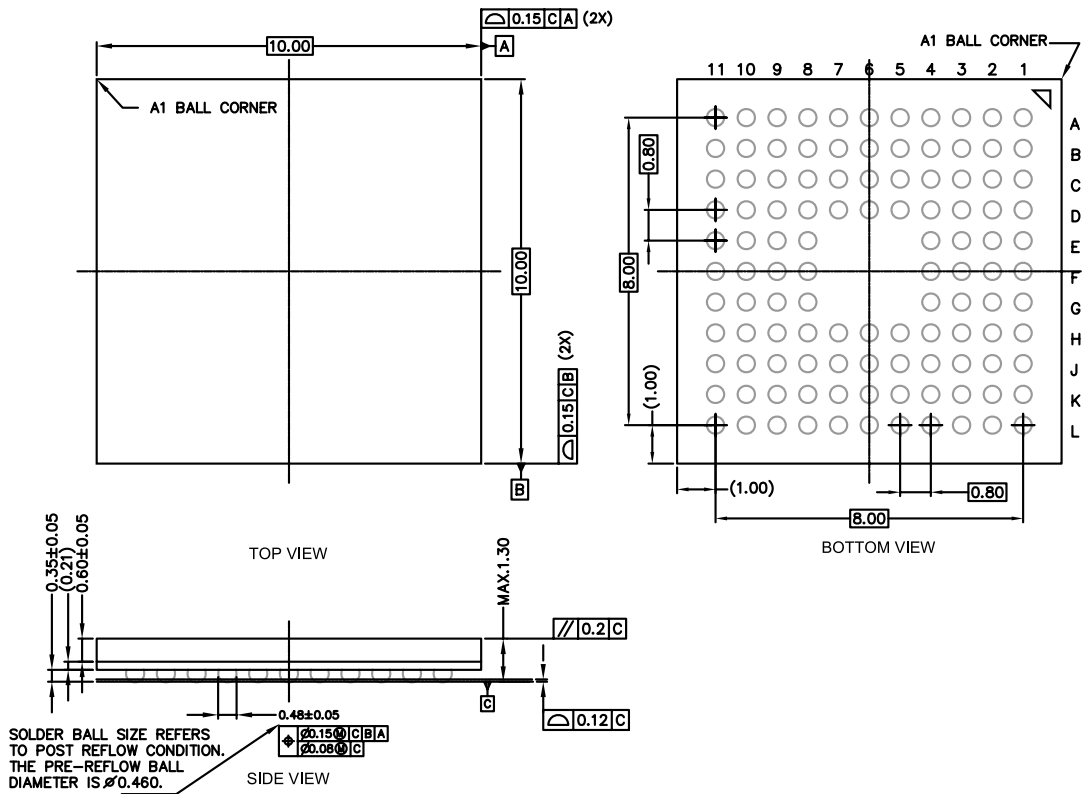 ⌓ 0.15 C A (2X)
10.00
A
A1 BALL CORNER
10.00
⌓ 0.15 C B (2X)
B
TOP VIEW
A1 BALL CORNER
11 10 9 8 7 6 5 4 3 2 1
A
B
C
D
E
F
G
H
J
K
L
0.80
8.00
(1.00)
(1.00)
0.80
8.00
BOTTOM VIEW
0.35±0.05
(0.21)
0.60±0.05
MAX.1.30
// 0.2 C
C
⌓ 0.12 C
0.48±0.05
⌖ Ø0.15 Ⓜ C B A
Ø0.08 Ⓜ C
SOLDER BALL SIZE REFERS
TO POST REFLOW CONDITION.
THE PRE-REFLOW BALL
DIAMETER IS Ø0.460.
SIDE VIEW